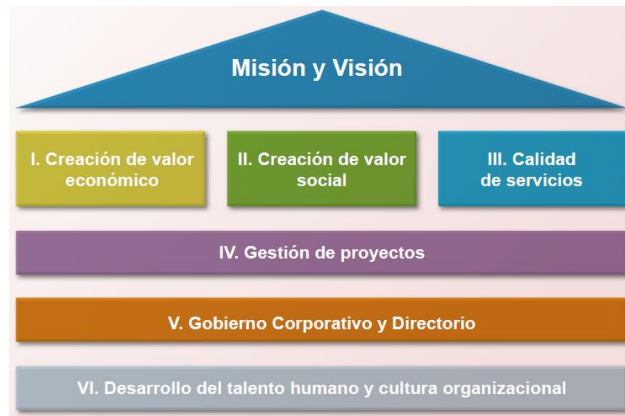 Misión y Visión
I. Creación de valor
económico
II. Creación de valor
social
III. Calidad
de servicios
IV. Gestión de proyectos
V. Gobierno Corporativo y Directorio
VI. Desarrollo del talento humano y cultura organizacional